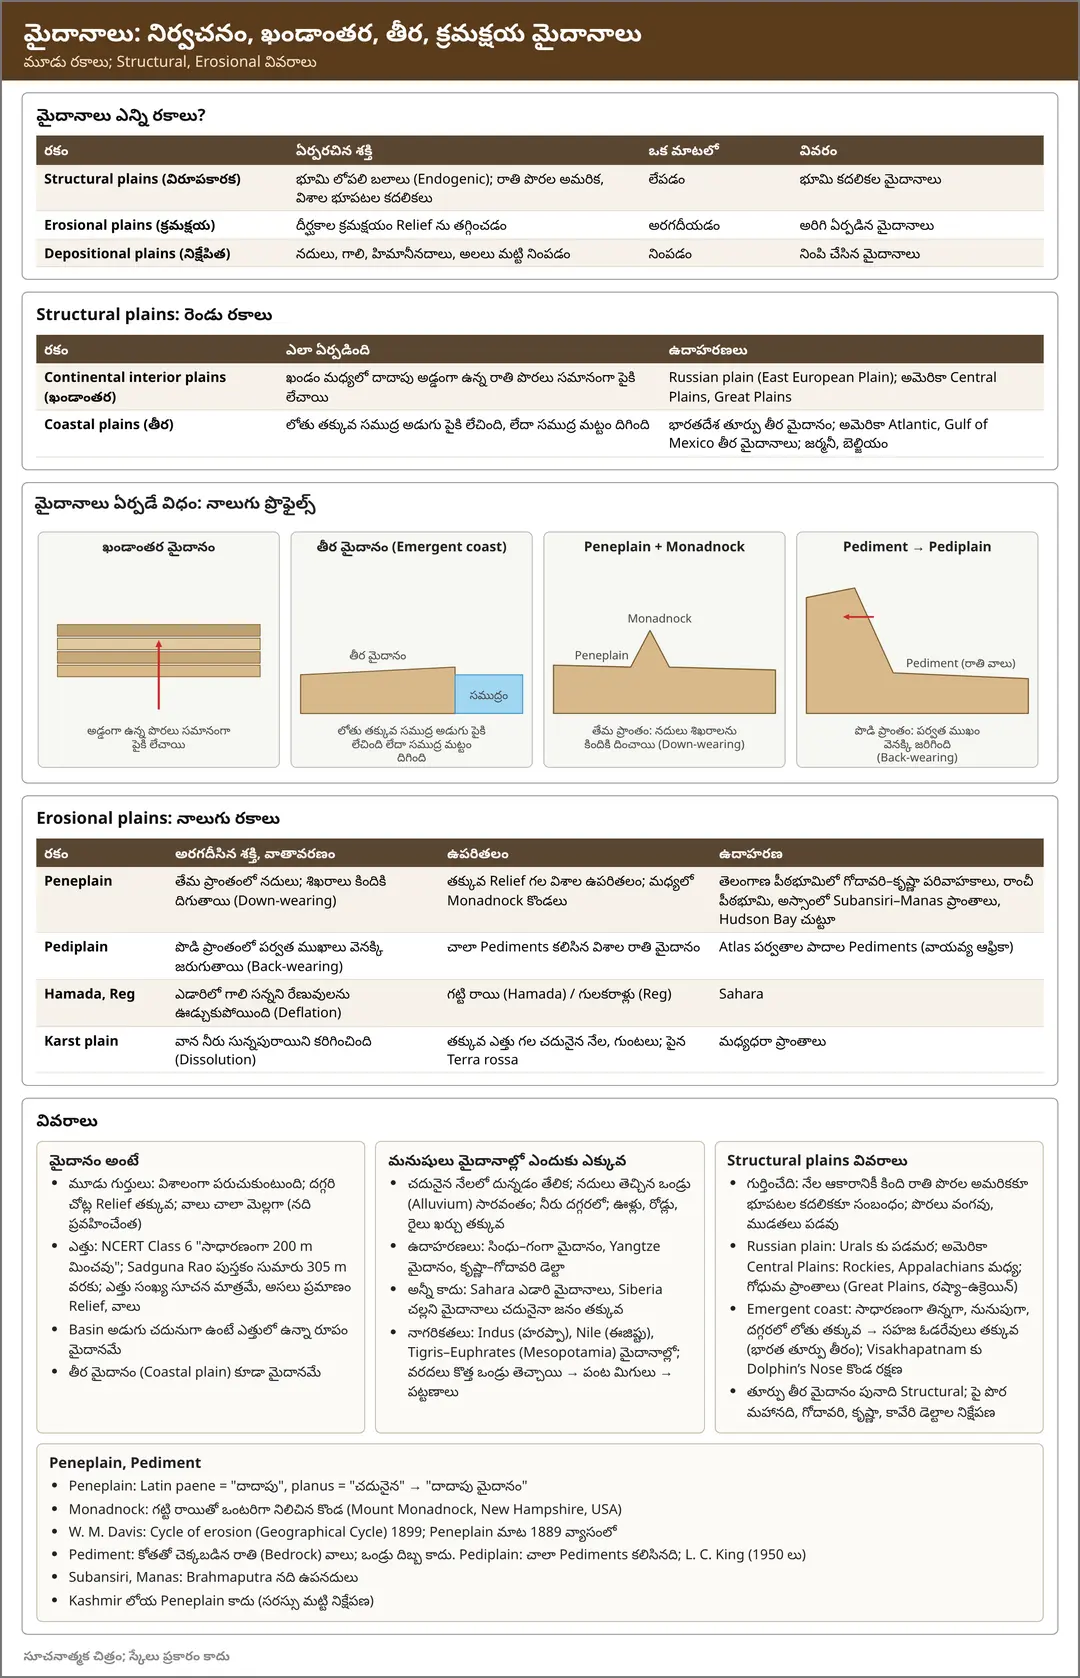 మైదానాలు: నిర్వచనం, ఖండాంతర, తీర, క్రమక్షయ మైదానాలు
మూడు రకాలు; Structural, Erosional వివరాలు
మైదానాలు ఎన్ని రకాలు?
రకం ఏర్పరచిన శక్తి ఒక మాటలో వివరం
Structural plains (విరూపకారక) భూమి లోపలి బలాలు (Endogenic); రాతి పొరల అమరిక, లేపడం భూమి కదలికల మైదానాలు
విశాల భూపటల కదలికలు
Erosional plains (క్రమక్షయ) దీర్ఘకాల క్రమక్షయం Relief ను తగ్గించడం అరగదీయడం అరిగి ఏర్పడిన మైదానాలు
Depositional plains (నిక్షేపిత) నదులు, గాలి, హిమానీనదాలు, అలలు మట్టి నింపడం నింపడం నింపి చేసిన మైదానాలు
Structural plains: రెండు రకాలు
రకం ఎలా ఏర్పడింది ఉదాహరణలు
Continental interior plains ఖండం మధ్యలో దాదాపు అడ్డంగా ఉన్న రాతి పొరలు సమానంగా పైకి Russian plain (East European Plain); అమెరికా Central
(ఖండాంతర) లేచాయి Plains, Great Plains
Coastal plains (తీర) లోతు తక్కువ సముద్ర అడుగు పైకి లేచింది, లేదా సముద్ర మట్టం దిగింది భారతదేశ తూర్పు తీర మైదానం; అమెరికా Atlantic, Gulf of
Mexico తీర మైదానాలు; జర్మనీ, బెల్జియం
మైదానాలు ఏర్పడే విధం: నాలుగు ప్రొఫైల్స్
ఖండాంతర మైదానం
అడ్డంగా ఉన్న పొరలు సమానంగా
పైకి లేచాయి
తీర మైదానం (Emergent coast)
తీర మైదానం
సముద్రం
లోతు తక్కువ సముద్ర అడుగు పైకి
లేచింది లేదా సముద్ర మట్టం
దిగింది
Peneplain + Monadnock
Monadnock
Peneplain
తేమ ప్రాంతం: నదులు శిఖరాలను
కిందికి దించాయి (Down-wearing)
Pediment → Pediplain
Pediment (రాతి వాలు)
పొడి ప్రాంతం: పర్వత ముఖం
వెనక్కి జరిగింది
(Back-wearing)
Erosional plains: నాలుగు రకాలు
రకం అరగదీసిన శక్తి, వాతావరణం ఉపరితలం ఉదాహరణ
Peneplain తేమ ప్రాంతంలో నదులు; శిఖరాలు కిందికి తక్కువ Relief గల విశాల ఉపరితలం; మధ్యలో తెలంగాణ పీఠభూమిలో గోదావరి–కృష్ణా పరివాహకాలు, రాంచీ
దిగుతాయి (Down-wearing) Monadnock కొండలు పీఠభూమి, అస్సాంలో Subansiri–Manas ప్రాంతాలు,
Hudson Bay చుట్టూ
Pediplain పొడి ప్రాంతంలో పర్వత ముఖాలు వెనక్కి చాలా Pediments కలిసిన విశాల రాతి మైదానం Atlas పర్వతాల పాదాల Pediments (వాయవ్య ఆఫ్రికా)
జరుగుతాయి (Back-wearing)
Hamada, Reg ఎడారిలో గాలి సన్నని రేణువులను గట్టి రాయి (Hamada) / గులకరాళ్లు (Reg) Sahara
ఊడ్చుకుపోయింది (Deflation)
Karst plain వాన నీరు సున్నపురాయిని కరిగించింది తక్కువ ఎత్తు గల చదునైన నేల, గుంటలు; పైన మధ్యధరా ప్రాంతాలు
(Dissolution) Terra rossa
వివరాలు
మైదానం అంటే
• మూడు గుర్తులు: విశాలంగా పరుచుకుంటుంది; దగ్గరి
చోట్ల Relief తక్కువ; వాలు చాలా మెల్లగా (నది
ప్రవహించేంత)
• ఎత్తు: NCERT Class 6 "సాధారణంగా 200 m
మించవు"; Sadguna Rao పుస్తకం సుమారు 305 m
వరకు; ఎత్తు సంఖ్య సూచన మాత్రమే, అసలు ప్రమాణం
Relief, వాలు
• Basin అడుగు చదునుగా ఉంటే ఎత్తులో ఉన్నా రూపం
మైదానమే
• తీర మైదానం (Coastal plain) కూడా మైదానమే
మనుషులు మైదానాల్లో ఎందుకు ఎక్కువ
• చదునైన నేలలో దున్నడం తేలిక; నదులు తెచ్చిన ఒండ్రు
(Alluvium) సారవంతం; నీరు దగ్గరలో; ఊళ్లు, రోడ్లు,
రైలు ఖర్చు తక్కువ
• ఉదాహరణలు: సింధు–గంగా మైదానం, Yangtze
మైదానం, కృష్ణా–గోదావరి డెల్టా
• అన్నీ కాదు: Sahara ఎడారి మైదానాలు, Siberia
చల్లని మైదానాలు చదునైనా జనం తక్కువ
• నాగరికతలు: Indus (హరప్పా), Nile (ఈజిప్టు),
Tigris–Euphrates (Mesopotamia) మైదానాల్లో;
వరదలు కొత్త ఒండ్రు తెచ్చాయి → పంట మిగులు →
పట్టణాలు
Structural plains వివరాలు
• గుర్తించేది: నేల ఆకారానికీ కింది రాతి పొరల అమరికకూ
భూపటల కదలికకూ సంబంధం; పొరలు వంగవు,
ముడతలు పడవు
• Russian plain: Urals కు పడమర; అమెరికా
Central Plains: Rockies, Appalachians మధ్య;
గోధుమ ప్రాంతాలు (Great Plains, రష్యా–ఉక్రెయిన్)
• Emergent coast: సాధారణంగా తిన్నగా, నునుపుగా,
దగ్గరలో లోతు తక్కువ → సహజ ఓడరేవులు తక్కువ
(భారత తూర్పు తీరం); Visakhapatnam కు
Dolphin’s Nose కొండ రక్షణ
• తూర్పు తీర మైదానం పునాది Structural; పై పొర
మహానది, గోదావరి, కృష్ణా, కావేరి డెల్టాల నిక్షేపణ
Peneplain, Pediment
• Peneplain: Latin paene = "దాదాపు", planus = "చదునైన" → "దాదాపు మైదానం"
• Monadnock: గట్టి రాయితో ఒంటరిగా నిలిచిన కొండ (Mount Monadnock, New Hampshire, USA)
• W. M. Davis: Cycle of erosion (Geographical Cycle) 1899; Peneplain మాట 1889 వ్యాసంలో
• Pediment: కోతతో చెక్కబడిన రాతి (Bedrock) వాలు; ఒండ్రు దిబ్బ కాదు. Pediplain: చాలా Pediments కలిసినది; L. C. King (1950 లు)
• Subansiri, Manas: Brahmaputra నది ఉపనదులు
• Kashmir లోయ Peneplain కాదు (సరస్సు మట్టి నిక్షేపణ)
సూచనాత్మక చిత్రం; స్కేలు ప్రకారం కాదు